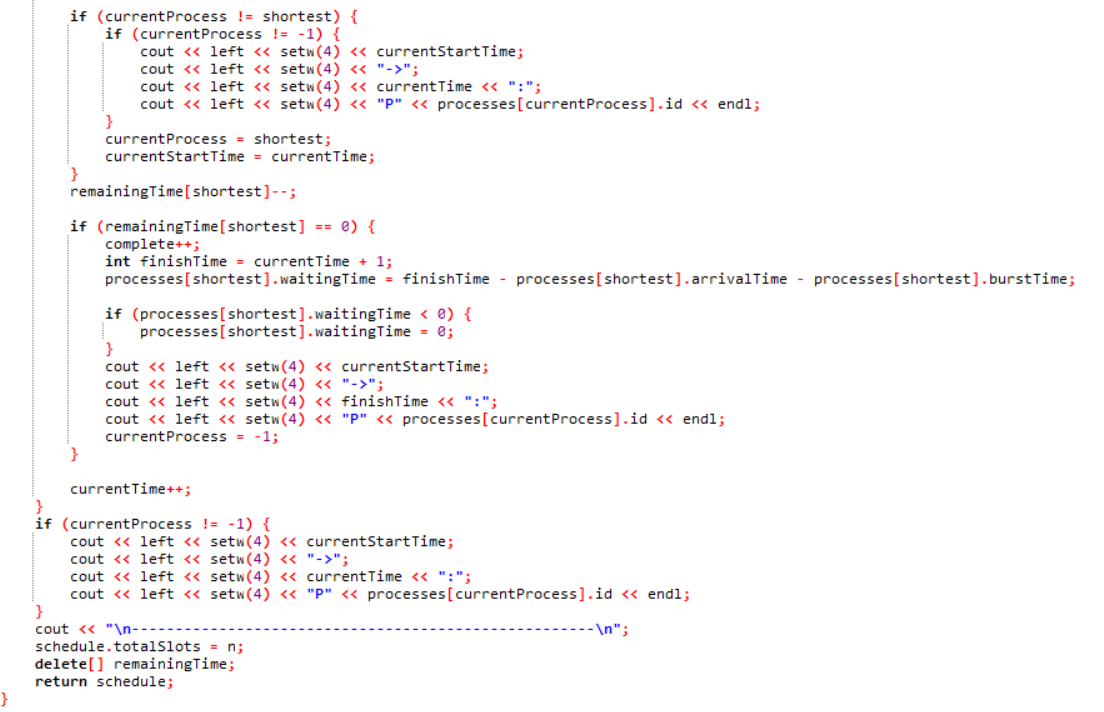 if (currentProcess != shortest) {
if (currentProcess != -1) {
cout << left << setw(4) << currentStartTime;
cout << left << setw(4) << "->";
cout << left << setw(4) << currentTime << ":";
cout << left << setw(4) << "P" << processes[currentProcess].id << endl;
}
currentProcess = shortest;
currentStartTime = currentTime;
}
remainingTime[shortest]--;
if (remainingTime[shortest] == 0) {
complete++;
int finishTime = currentTime + 1;
processes[shortest].waitingTime = finishTime - processes[shortest].arrivalTime - processes[shortest].burstTime;
if (processes[shortest].waitingTime < 0) {
processes[shortest].waitingTime = 0;
}
cout << left << setw(4) << currentStartTime;
cout << left << setw(4) << "->";
cout << left << setw(4) << finishTime << ":";
cout << left << setw(4) << "P" << processes[currentProcess].id << endl;
currentProcess = -1;
}
currentTime++;
}
if (currentProcess != -1) {
cout << left << setw(4) << currentStartTime;
cout << left << setw(4) << "->";
cout << left << setw(4) << currentTime << ":";
cout << left << setw(4) << "P" << processes[currentProcess].id << endl;
}
cout << "\n-------------------------------------------------------\n";
schedule.totalSlots = n;
delete[] remainingTime;
return schedule;
}